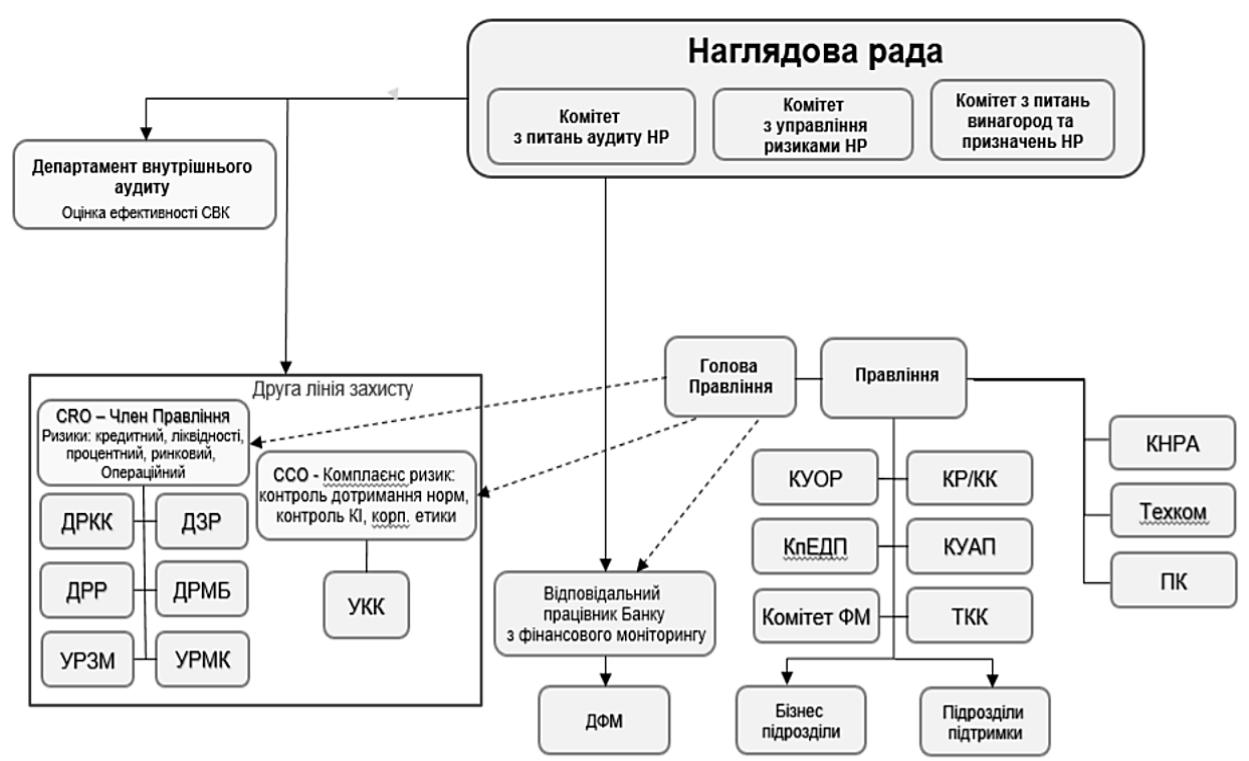 Наглядова рада
Комітет
з питань аудиту НР
Комітет
з управління
ризиками НР
Комітет з питань
винагород та
призначень НР
Департамент внутрішнього
аудиту
Оцінка ефективності СВК
Друга лінія захисту
CRO – Член Правління
Ризики: кредитний, ліквідності,
процентний, ринковий,
Операційний
ДРКК
ДЗР
ДРР
ДРМБ
УРЗМ
УРМК
ССО - Комплаєнс ризик:
контроль дотримання норм,
контроль КІ, корп. етики
УКК
Голова
Правління
Правління
Відповідальний
працівник Банку
з фінансового моніторингу
ДФМ
КУОР
КР/КК
КпЕДП
КУАП
Комітет ФМ
ТКК
Бізнес
підрозділи
Підрозділи
підтримки
КНРА
Техком
ПК